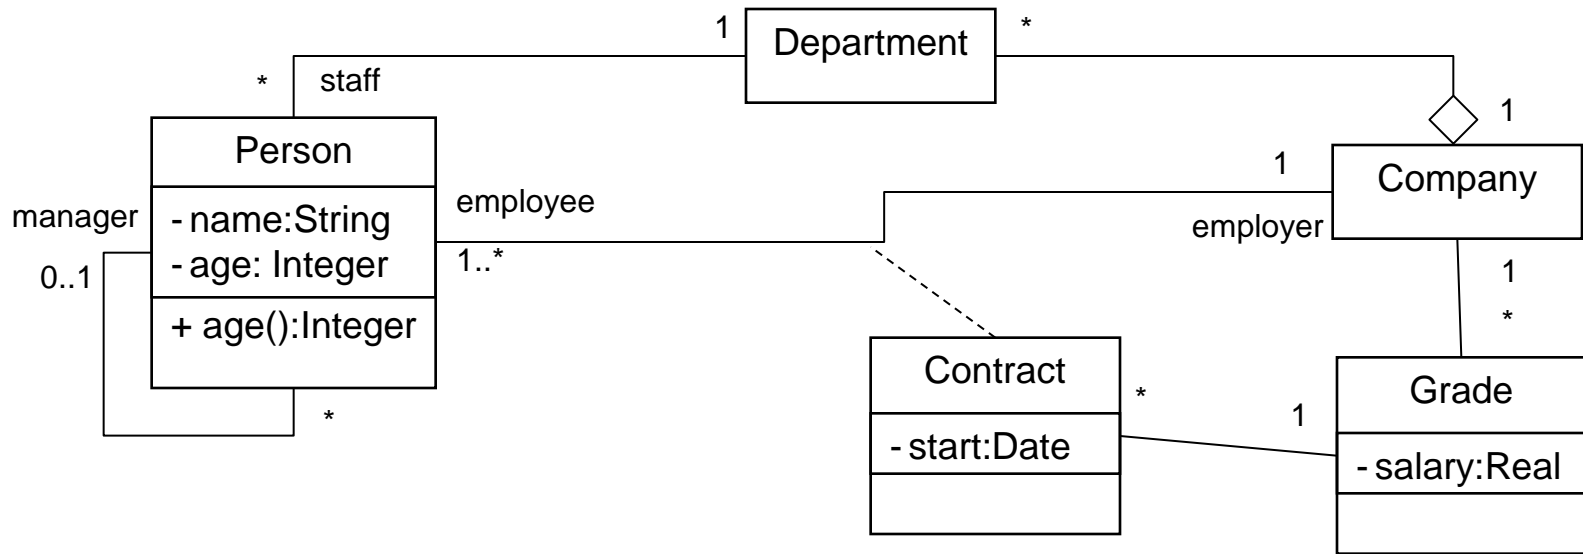 1
Department
*
*
staff
1
Person
1
Company
manager
- name:String
employee
employer
0..1
- age: Integer
1..*
1
+ age():Integer
*
Contract
Grade
*
*
1
- start:Date
- salary:Real